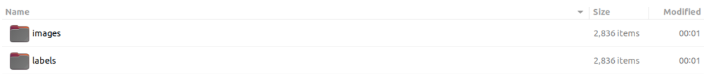 Name Size Modified
images 2,836 items 00:01
labels 2,836 items 00:01